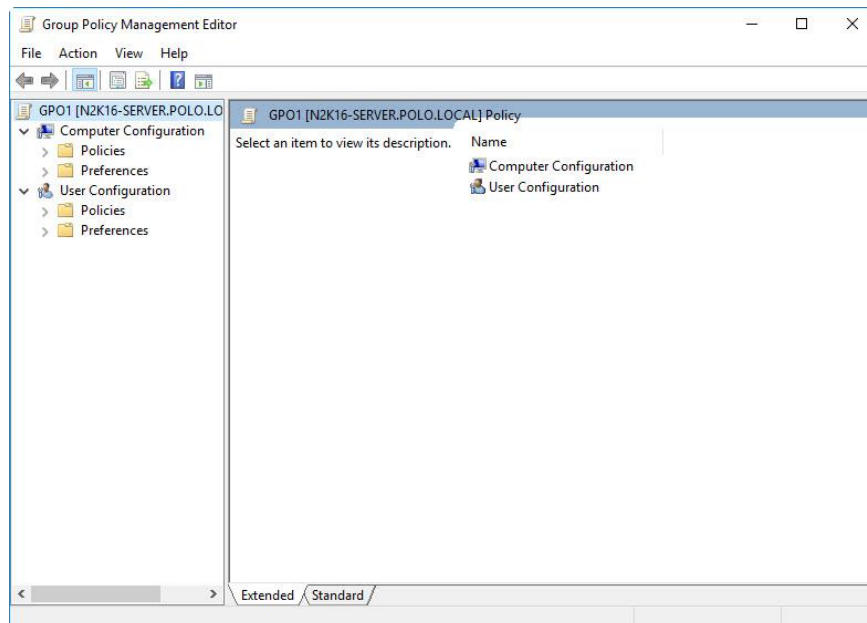 Group Policy Management Editor
File Action View Help
GPO1 [N2K16-SERVER.POLO.LO
Computer Configuration
Policies
Preferences
User Configuration
Policies
Preferences
GPO1 [N2K16-SERVER.POLO.LOCAL] Policy
Select an item to view its description.
Name
Computer Configuration
User Configuration
Extended Standard